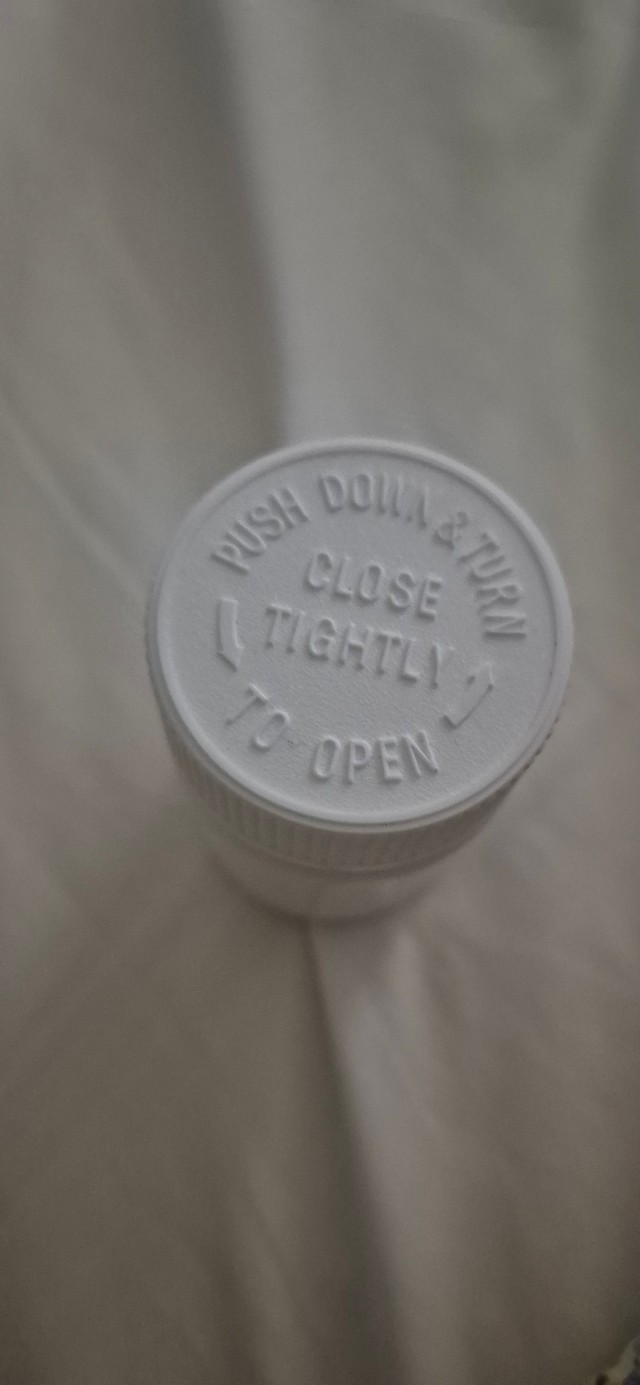 PUSH DOWN & TURN
CLOSE
TIGHTLY
TO OPEN